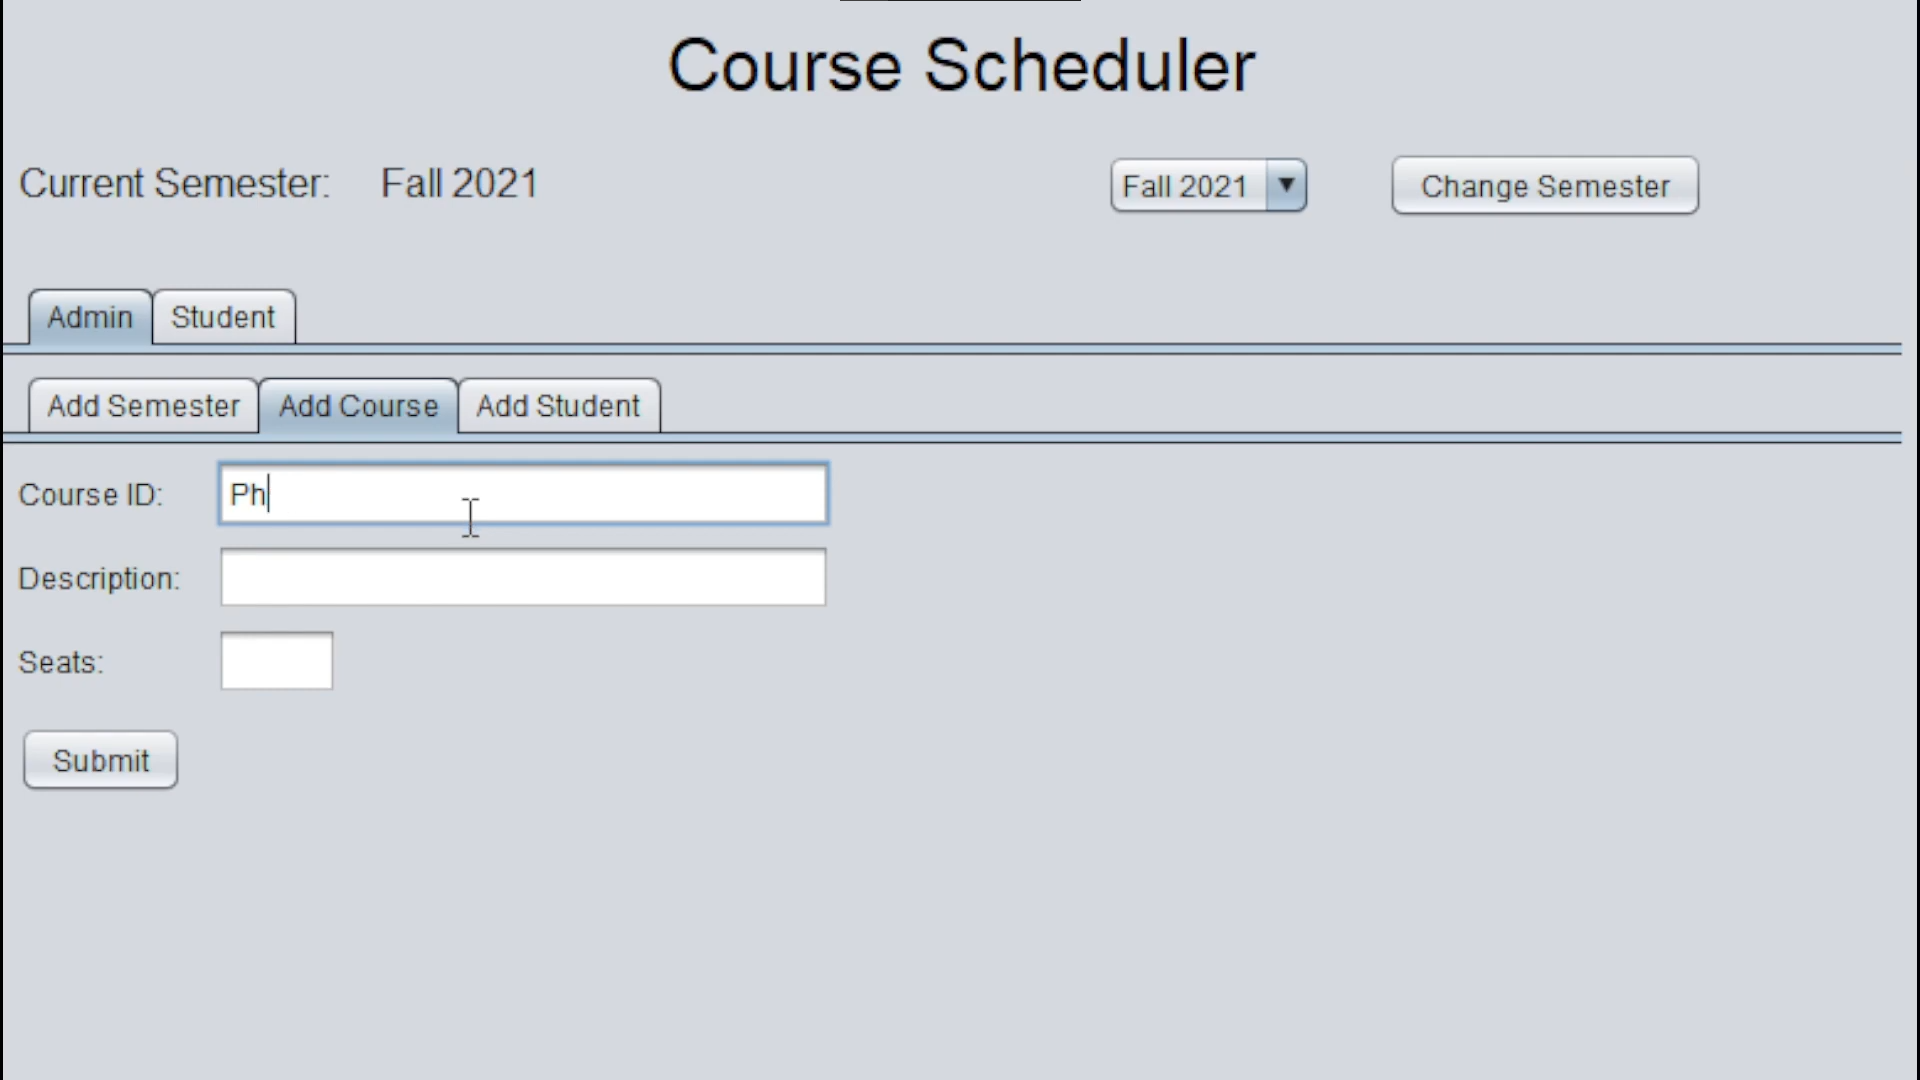 Course Scheduler
Current Semester: Fall 2021 Fall 2021 Change Semester
Admin Student
Add Semester Add Course Add Student
Course ID: Ph
Description:
Seats:
Submit